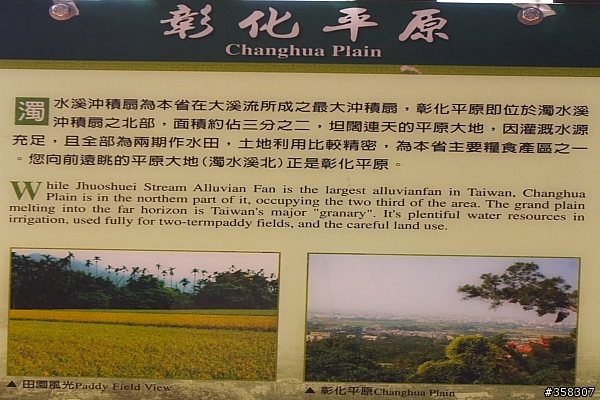 彰化平原
Changhua Plain
濁水溪沖積扇為本省在大溪流所成之最大沖積扇，彰化平原即位於濁水溪
沖積扇之北部，面積約佔三分之二，坦闊連天的平原大地，因灌溉水源
充足，且全部為兩期作水田，土地利用比較精密，為本省主要糧食產區之一
。您向前遠眺的平原大地(濁水溪北)正是彰化平原。
While Jhuoshuei Stream Alluvian Fan is the largest alluvianfan in Taiwan, Changhua
Plain is in the northem part of it, occupying the two third of the area. The grand plain
melting into the far horizon is Taiwan's major "granary". It's plentiful water resources in
irrigation, used fully for two-termpaddy fields, and the careful land use.
▲田園風光Paddy Field View
▲彰化平原Changhua Plain
#358307